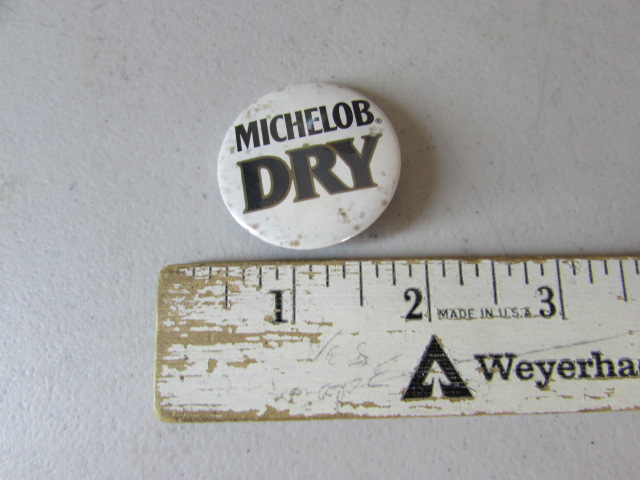 MICHELOB®
DRY
1 2 3
MADE IN U.S.A.
Weyerha